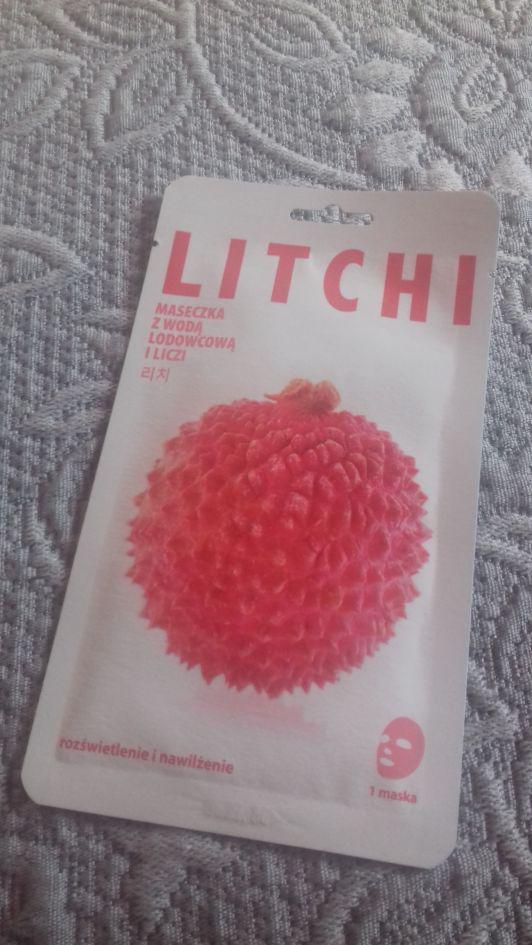 LITCHI
MASECZKA
Z WODĄ
LODOWCOWĄ
I LICZI
리치
rozświetlenie i nawilżenie
1 maska